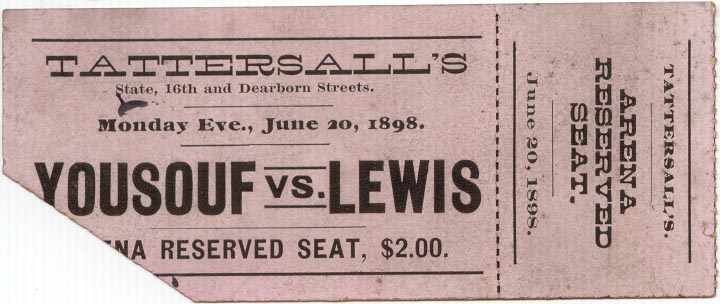 TATTERSALL'S
State, 16th and Dearborn Streets.
Monday Eve., June 20, 1898.
YOUSOUF VS. LEWIS
NA RESERVED SEAT, $2.00.
TATTERSALL'S.
ARENA
RESERVED
SEAT.
June 20, 1898.